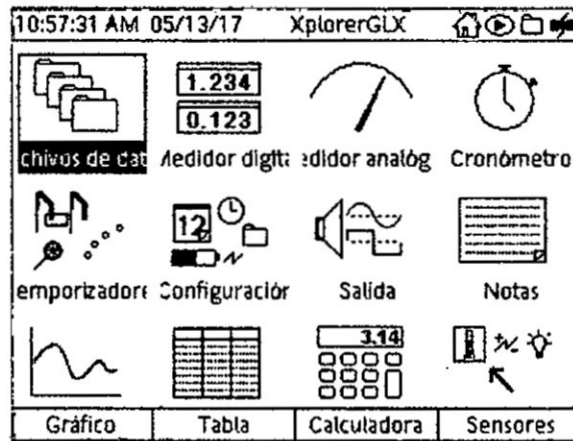 10:57:31 AM 05/13/17 XplorerGLX
1.234
0.123
chivos de dat Medidor digita edidor analóg Cronómetro
12
emporizadore Configuración Salida Notas
3.14
Gráfico Tabla Calculadora Sensores